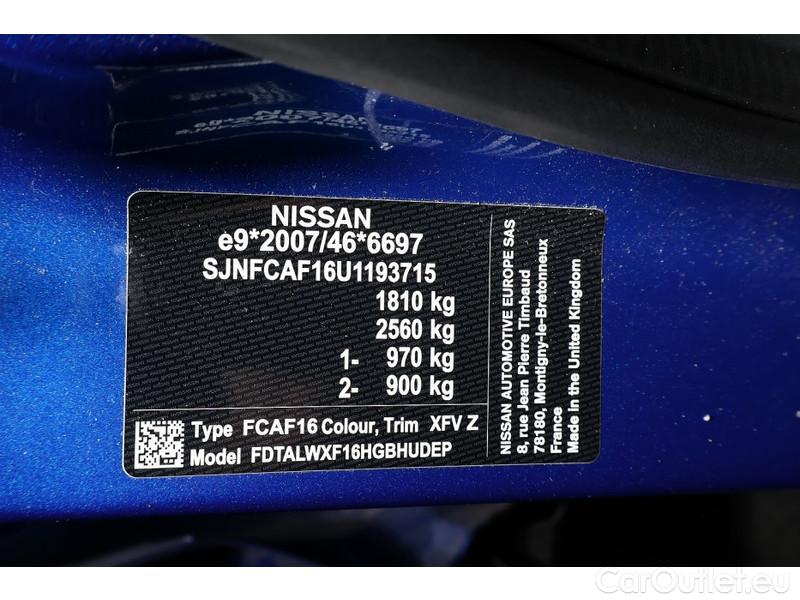 NISSAN
e9*2007/46*6697
SJNFCAF16U1193715
1810 kg
2560 kg
1- 970 kg
2- 900 kg
Type FCAF16 Colour, Trim XFV Z
Model FDTALWXF16HGBHUDEP
NISSAN AUTOMOTIVE EUROPE SAS
8, rue Jean Pierre Timbaud
78180, Montigny-le-Bretonneux
France
Made in the United Kingdom
CarOutlet.eu